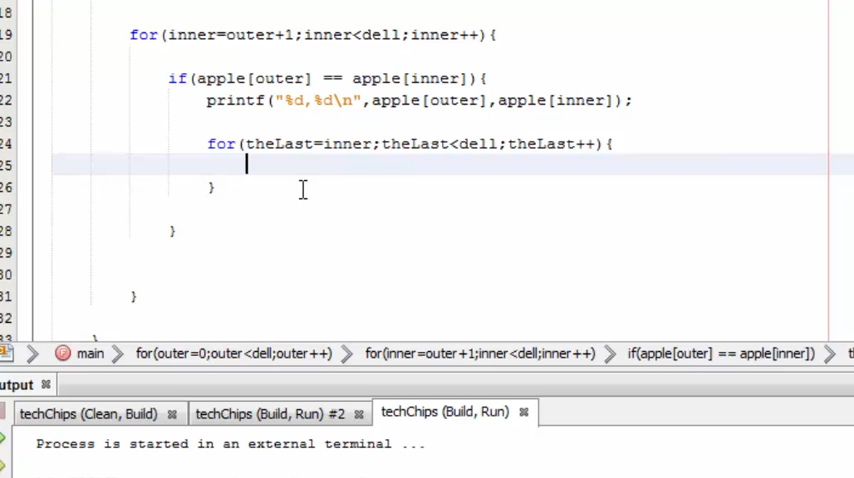 18
19 for(inner=outer+1;inner<dell;inner++){
20
21 if(apple[outer] == apple[inner]){
22 printf("%d,%d\n",apple[outer],apple[inner]);
23
24 for(theLast=inner;theLast<dell;theLast++){
25
26 }
27
28 }
29
30
31 }
32
33 }
main for(outer=0;outer<dell;outer++) for(inner=outer+1;inner<dell;inner++) if(apple[outer] == apple[inner])
utput
techChips (Clean, Build) techChips (Build, Run) #2 techChips (Build, Run)
Process is started in an external terminal ...